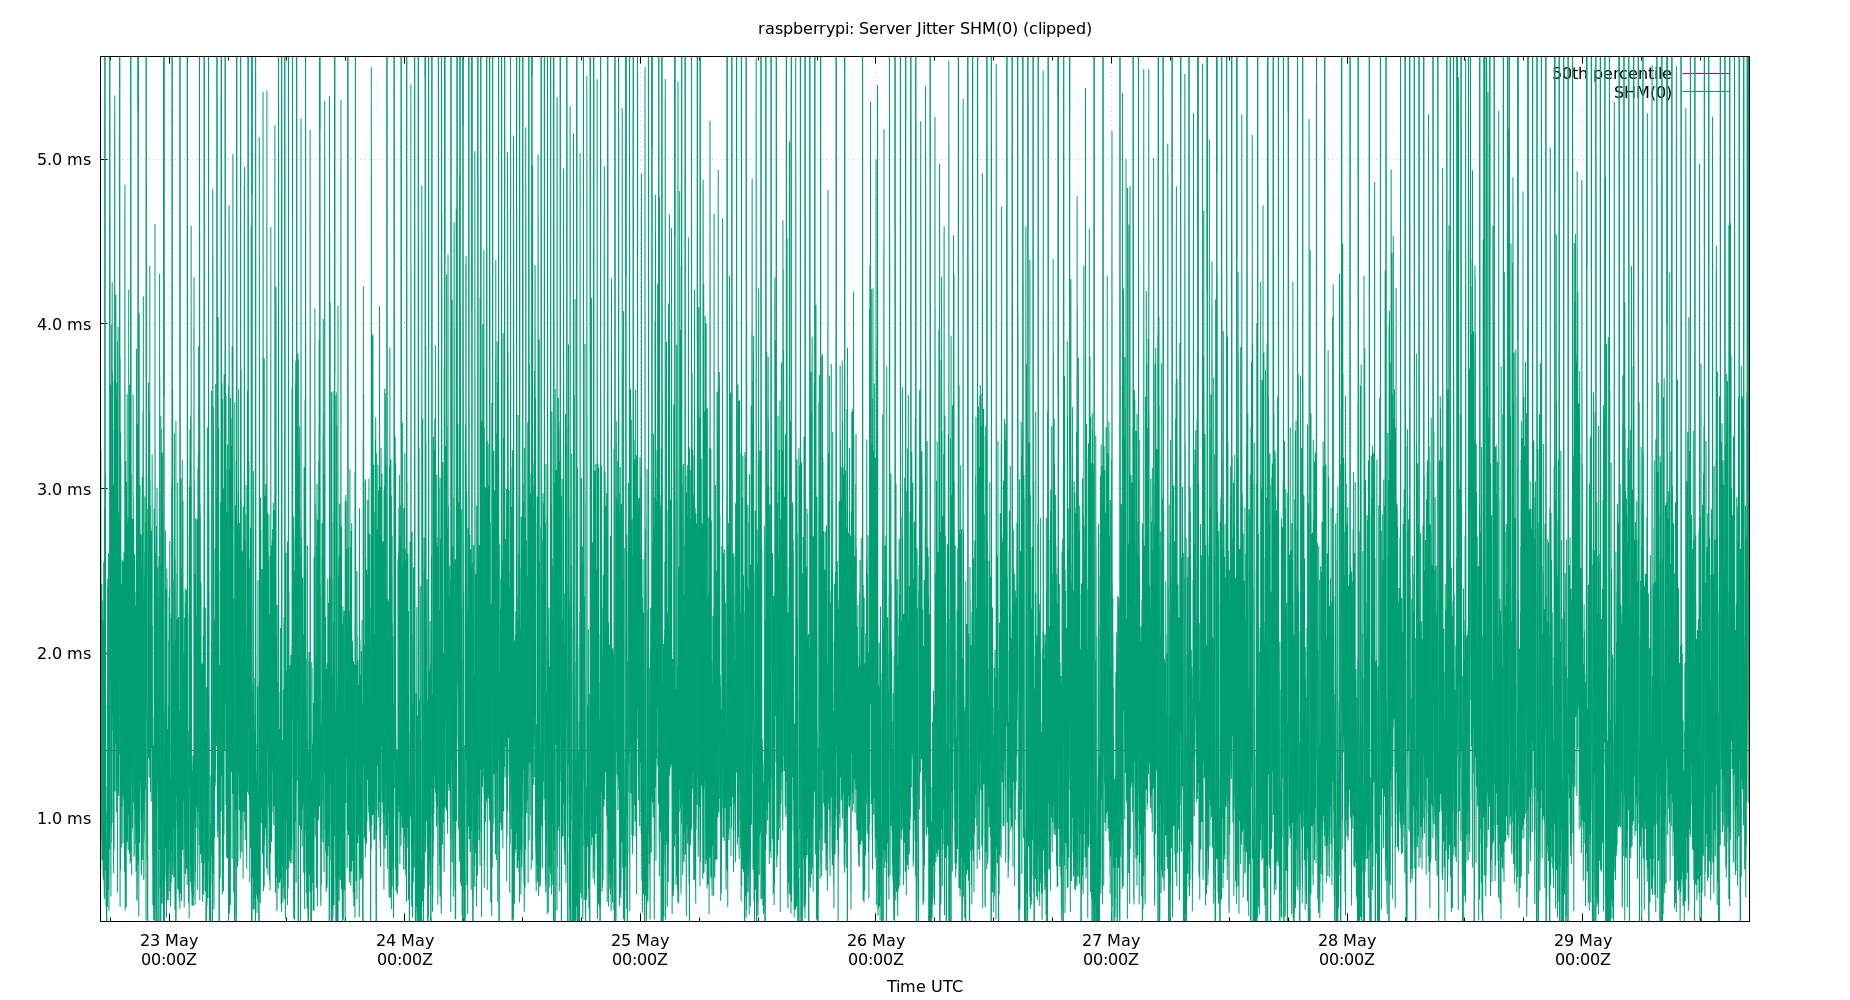 raspberrypi: Server Jitter SHM(0) (clipped)
50th percentile
SHM(0)
5.0 ms
4.0 ms
3.0 ms
2.0 ms
1.0 ms
23 May 24 May 25 May 26 May 27 May 28 May 29 May
00:00Z 00:00Z 00:00Z 00:00Z 00:00Z 00:00Z 00:00Z
Time UTC